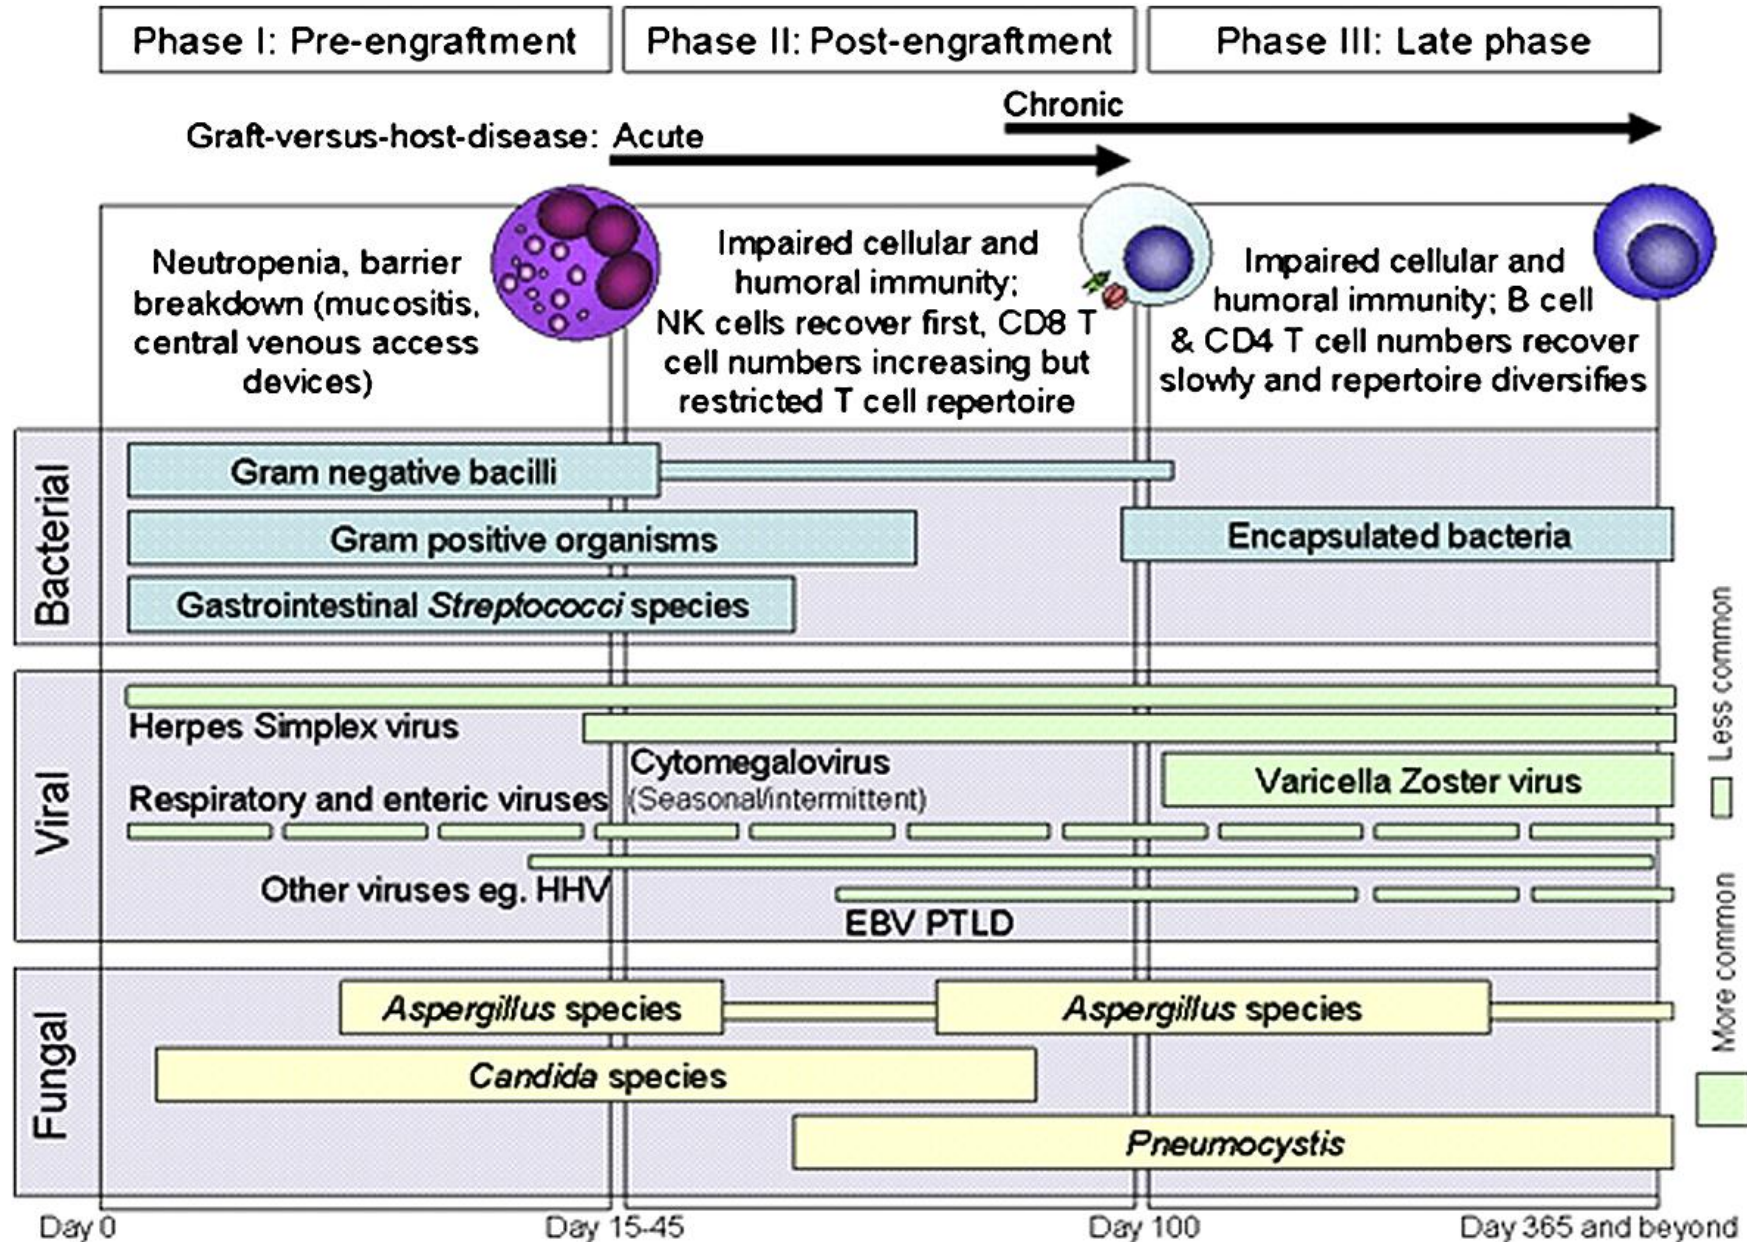 Phase I: Pre-engraftment
Phase II: Post-engraftment
Phase III: Late phase
Chronic
Graft-versus-host-disease: Acute
Neutropenia, barrier
breakdown (mucositis,
central venous access
devices)
Impaired cellular and
humoral immunity;
NK cells recover first, CD8 T
cell numbers increasing but
restricted T cell repertoire
Impaired cellular and
humoral immunity; B cell
& CD4 T cell numbers recover
slowly and repertoire diversifies
Bacterial
Gram negative bacilli
Gram positive organisms
Encapsulated bacteria
Gastrointestinal Streptococci species
Viral
Herpes Simplex virus
Cytomegalovirus
Varicella Zoster virus
Respiratory and enteric viruses (Seasonal/intermittent)
Other viruses eg. HHV
EBV PTLD
Fungal
Aspergillus species
Aspergillus species
Candida species
Pneumocystis
Less common
More common
Day 0
Day 15-45
Day 100
Day 365 and beyond